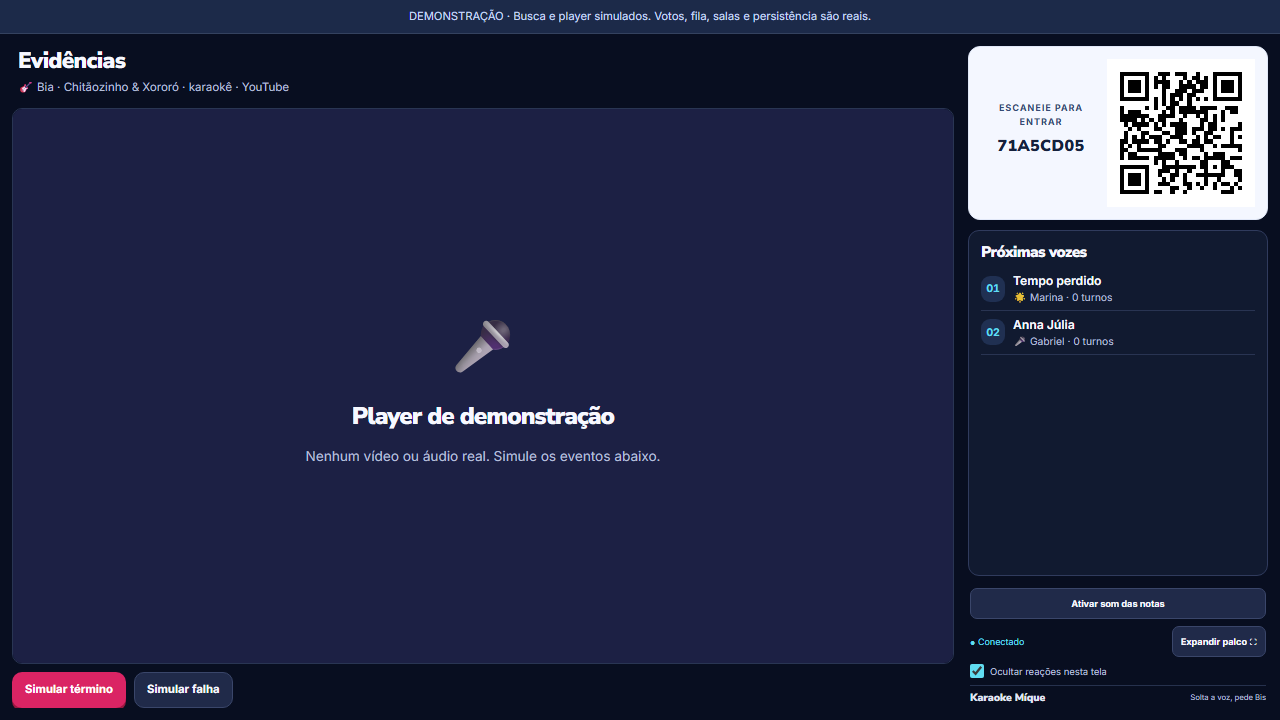 DEMONSTRAÇÃO · Busca e player simulados. Votos, fila, salas e persistência são reais.
Evidências
Bia · Chitãozinho & Xororó · karaokê · YouTube
Player de demonstração
Nenhum vídeo ou áudio real. Simule os eventos abaixo.
Simular término
Simular falha
ESCANEIE PARA
ENTRAR
71A5CD05
Próximas vozes
01
Tempo perdido
Marina · 0 turnos
02
Anna Júlia
Gabriel · 0 turnos
Ativar som das notas
● Conectado
Expandir palco ⛶
Ocultar reações nesta tela
Karaoke Míque
Solta a voz, pede Bis